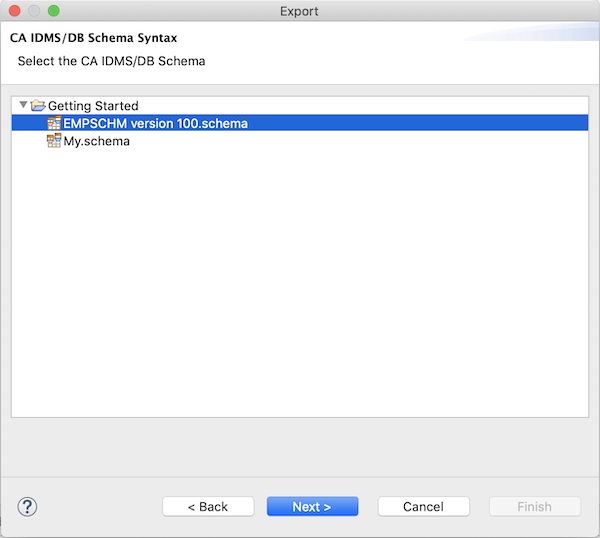 Export
CA IDMS/DB Schema Syntax
Select the CA IDMS/DB Schema
Getting Started
EMPSCHM version 100.schema
My.schema
?
< Back
Next >
Cancel
Finish